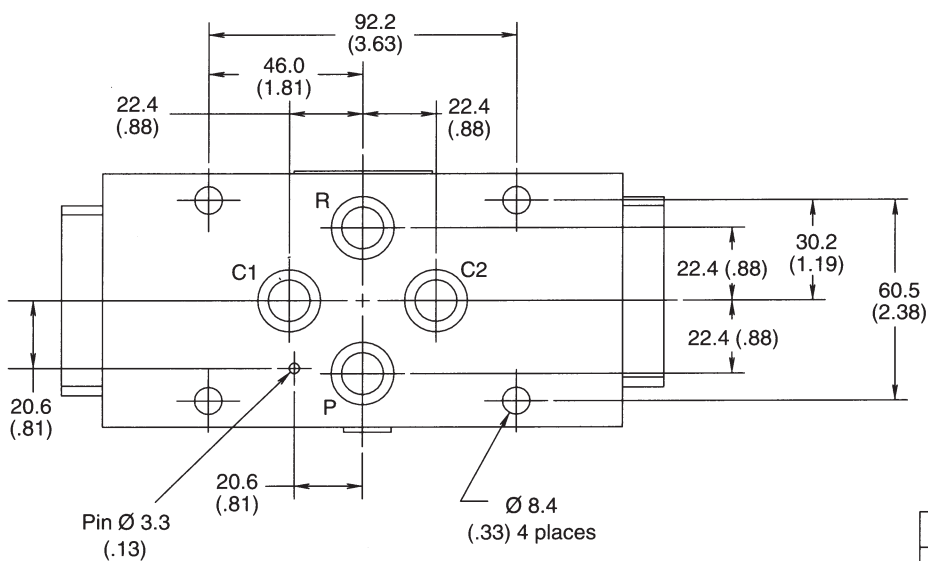 92.2
(3.63)
46.0
(1.81)
22.4
(.88)
22.4
(.88)
R
C1
C2
30.2
(1.19)
22.4 (.88)
60.5
(2.38)
22.4 (.88)
20.6
(.81)
P
20.6
(.81)
Pin Ø 3.3
(.13)
Ø 8.4
(.33) 4 places